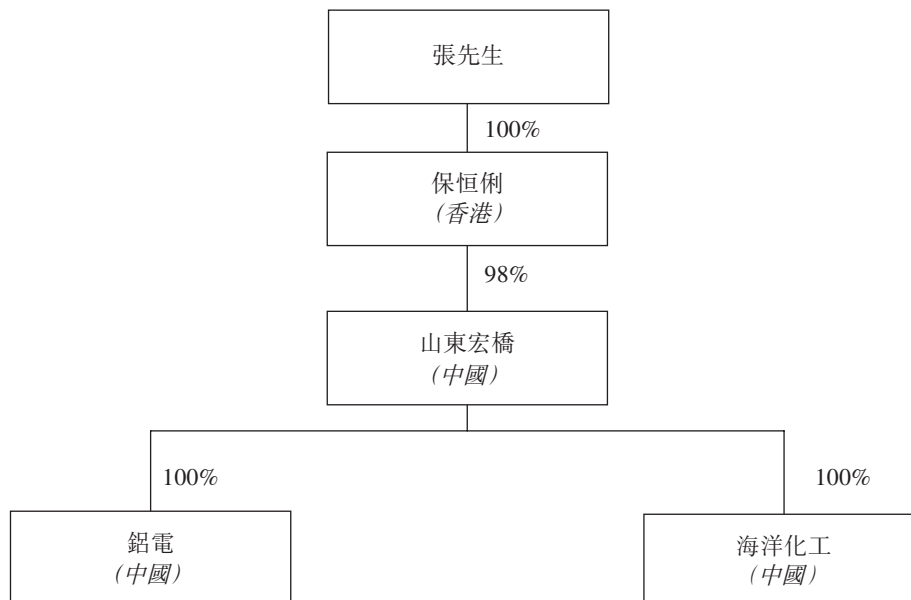 張先生
100%
保恒俐
(香港)
98%
山東宏橋
(中國)
100%
100%
鋁電
(中國)
海洋化工
(中國)